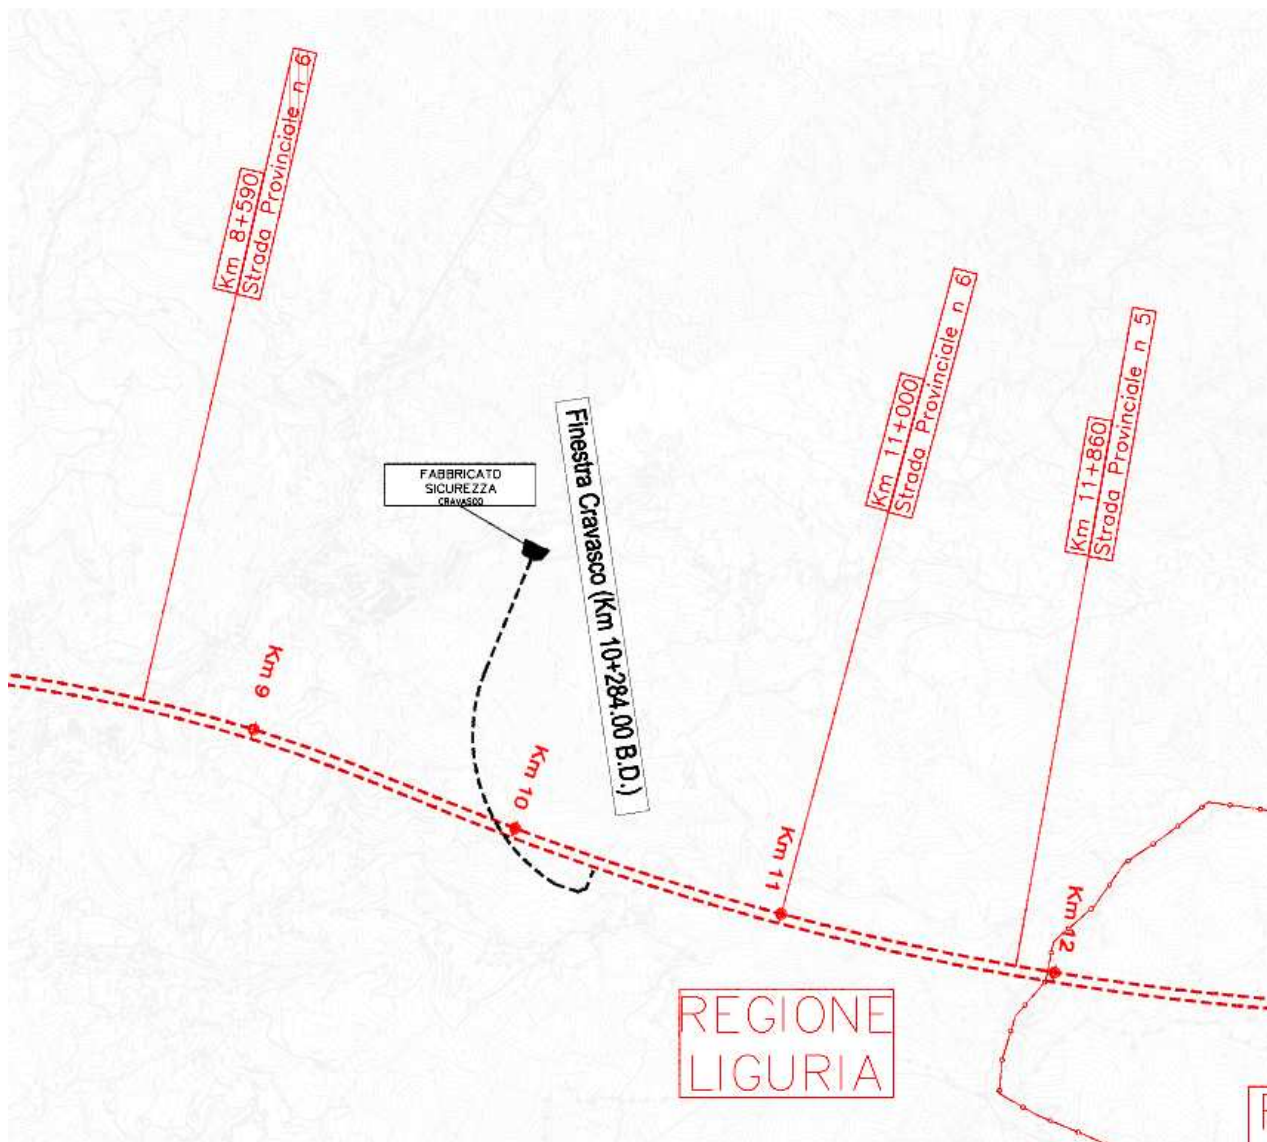 Km 8+590
Strada Provinciale n 6
Km 11+000
Strada Provinciale n 6
Km 11+860
Strada Provinciale n 5
FABBRICATO
SICUREZZA
CRAVASCO
Finestra Cravasco (Km 10+284.00 B.D.)
Km 9
Km 10
Km 11
Km 12
REGIONE
LIGURIA